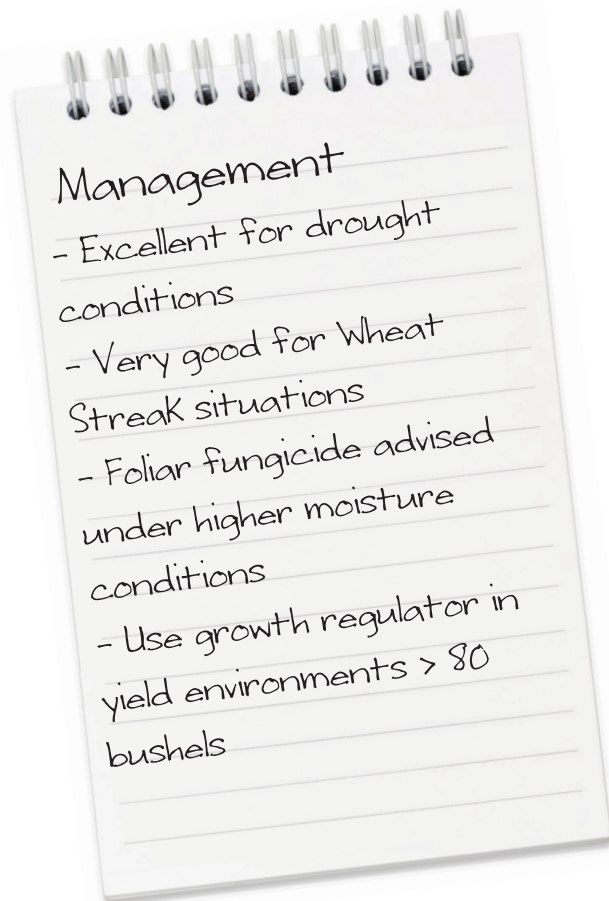 Management
- Excellent for drought
conditions
- Very good for Wheat
Streak situations
- Foliar fungicide advised
under higher moisture
conditions
- Use growth regulator in
yield environments > 80
bushels